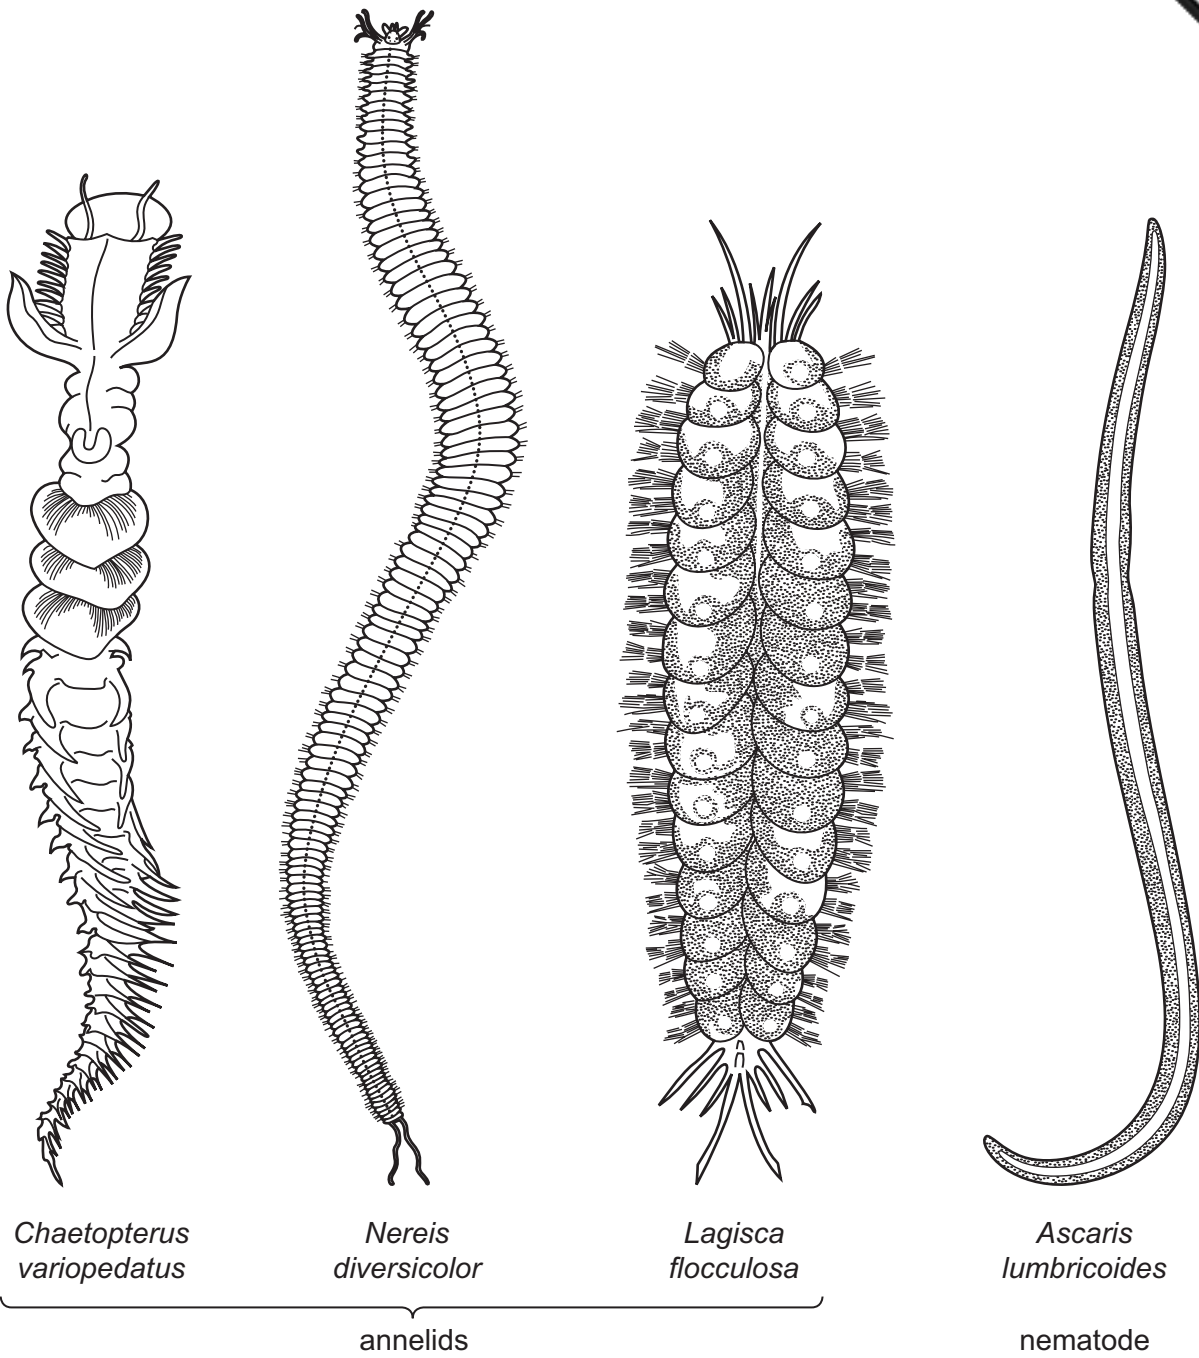 Chaetopterus
variopedatus
Nereis
diversicolor
Lagisca
flocculosa
Ascaris
lumbricoides
annelids
nematode